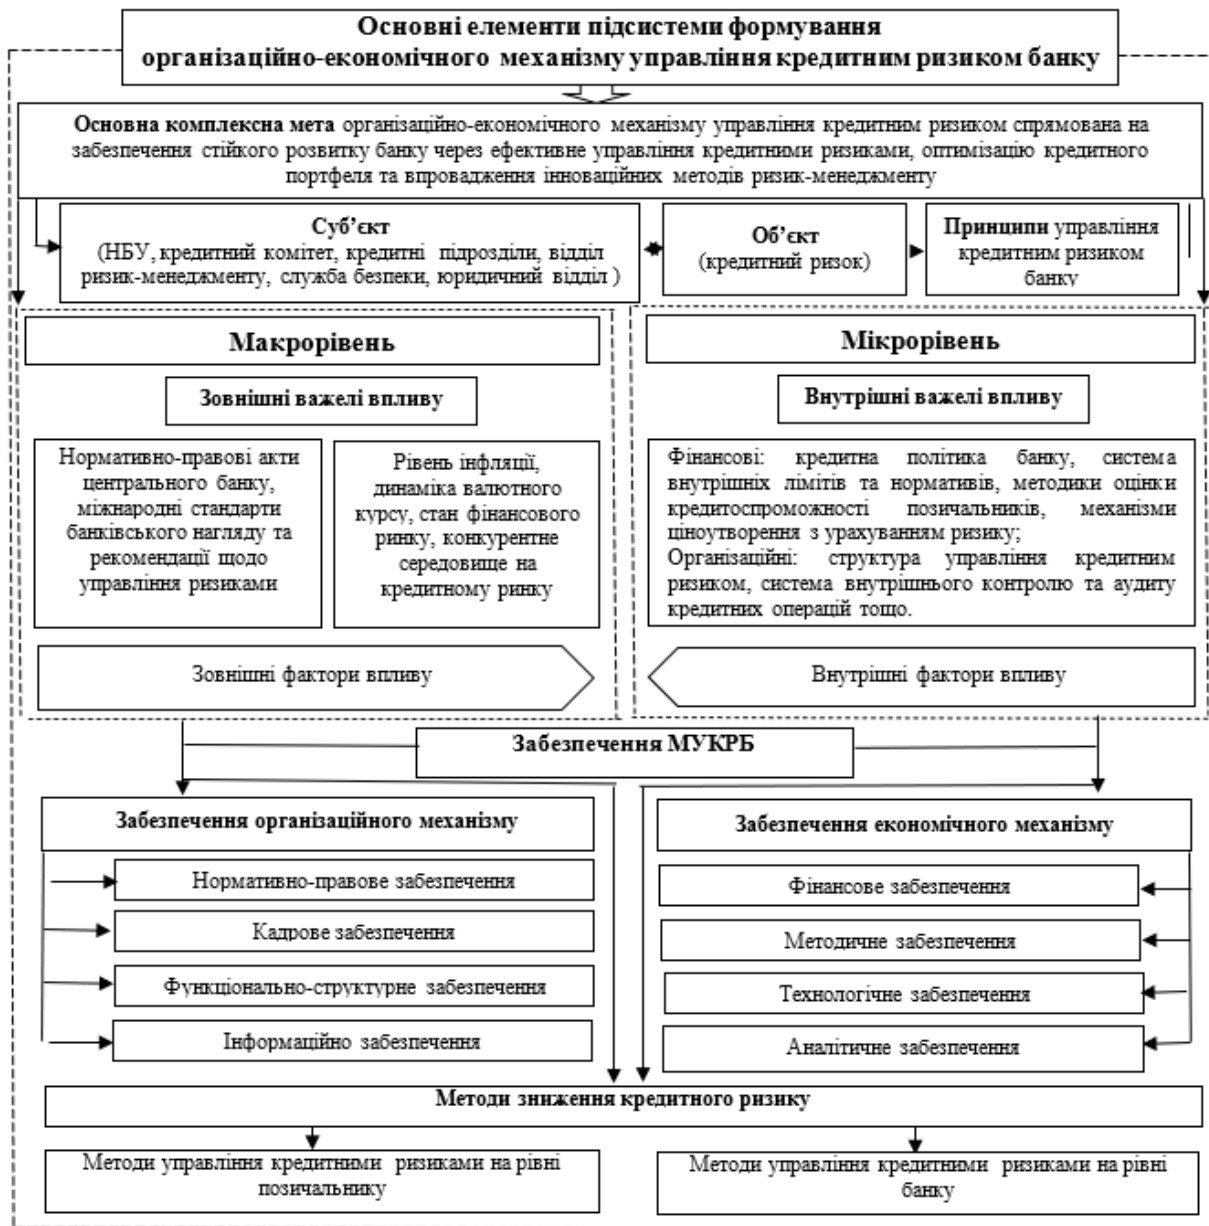 Основні елементи підсистеми формування
організаційно-економічного механізму управління кредитним ризиком банку
Основна комплексна мета організаційно-економічного механізму управління кредитним ризиком спрямована на
забезпечення стійкого розвитку банку через ефективне управління кредитними ризиками, оптимізацію кредитного
портфеля та впровадження інноваційних методів ризик-менеджменту
Суб’єкт
(НБУ, кредитний комітет, кредитні підрозділи, відділ
ризик-менеджменту, служба безпеки, юридичний відділ )
Об’єкт
(кредитний ризок)
Принципи управління
кредитним ризиком
банку
Макрорівень
Зовнішні важелі впливу
Нормативно-правові акти
центрального банку,
міжнародні стандарти
банківського нагляду та
рекомендації щодо
управління ризиками
Рівень інфляції,
динаміка валютного
курсу, стан фінансового
ринку, конкурентне
середовище на
кредитному ринку
Зовнішні фактори впливу
Мікрорівень
Внутрішні важелі впливу
Фінансові: кредитна політика банку, система
внутрішніх лімітів та нормативів, методики оцінки
кредитоспроможності позичальників, механізми
ціноутворення з урахуванням ризику;
Організаційні: структура управління кредитним
ризиком, система внутрішнього контролю та аудиту
кредитних операцій тощо.
Внутрішні фактори впливу
Забезпечення МУКРБ
Забезпечення організаційного механізму
Нормативно-правове забезпечення
Кадрове забезпечення
Функціонально-структурне забезпечення
Інформаційно забезпечення
Забезпечення економічного механізму
Фінансове забезпечення
Методичне забезпечення
Технологічне забезпечення
Аналітичне забезпечення
Методи зниження кредитного ризику
Методи управління кредитними ризиками на рівні
позичальнику
Методи управління кредитними ризиками на рівні
банку